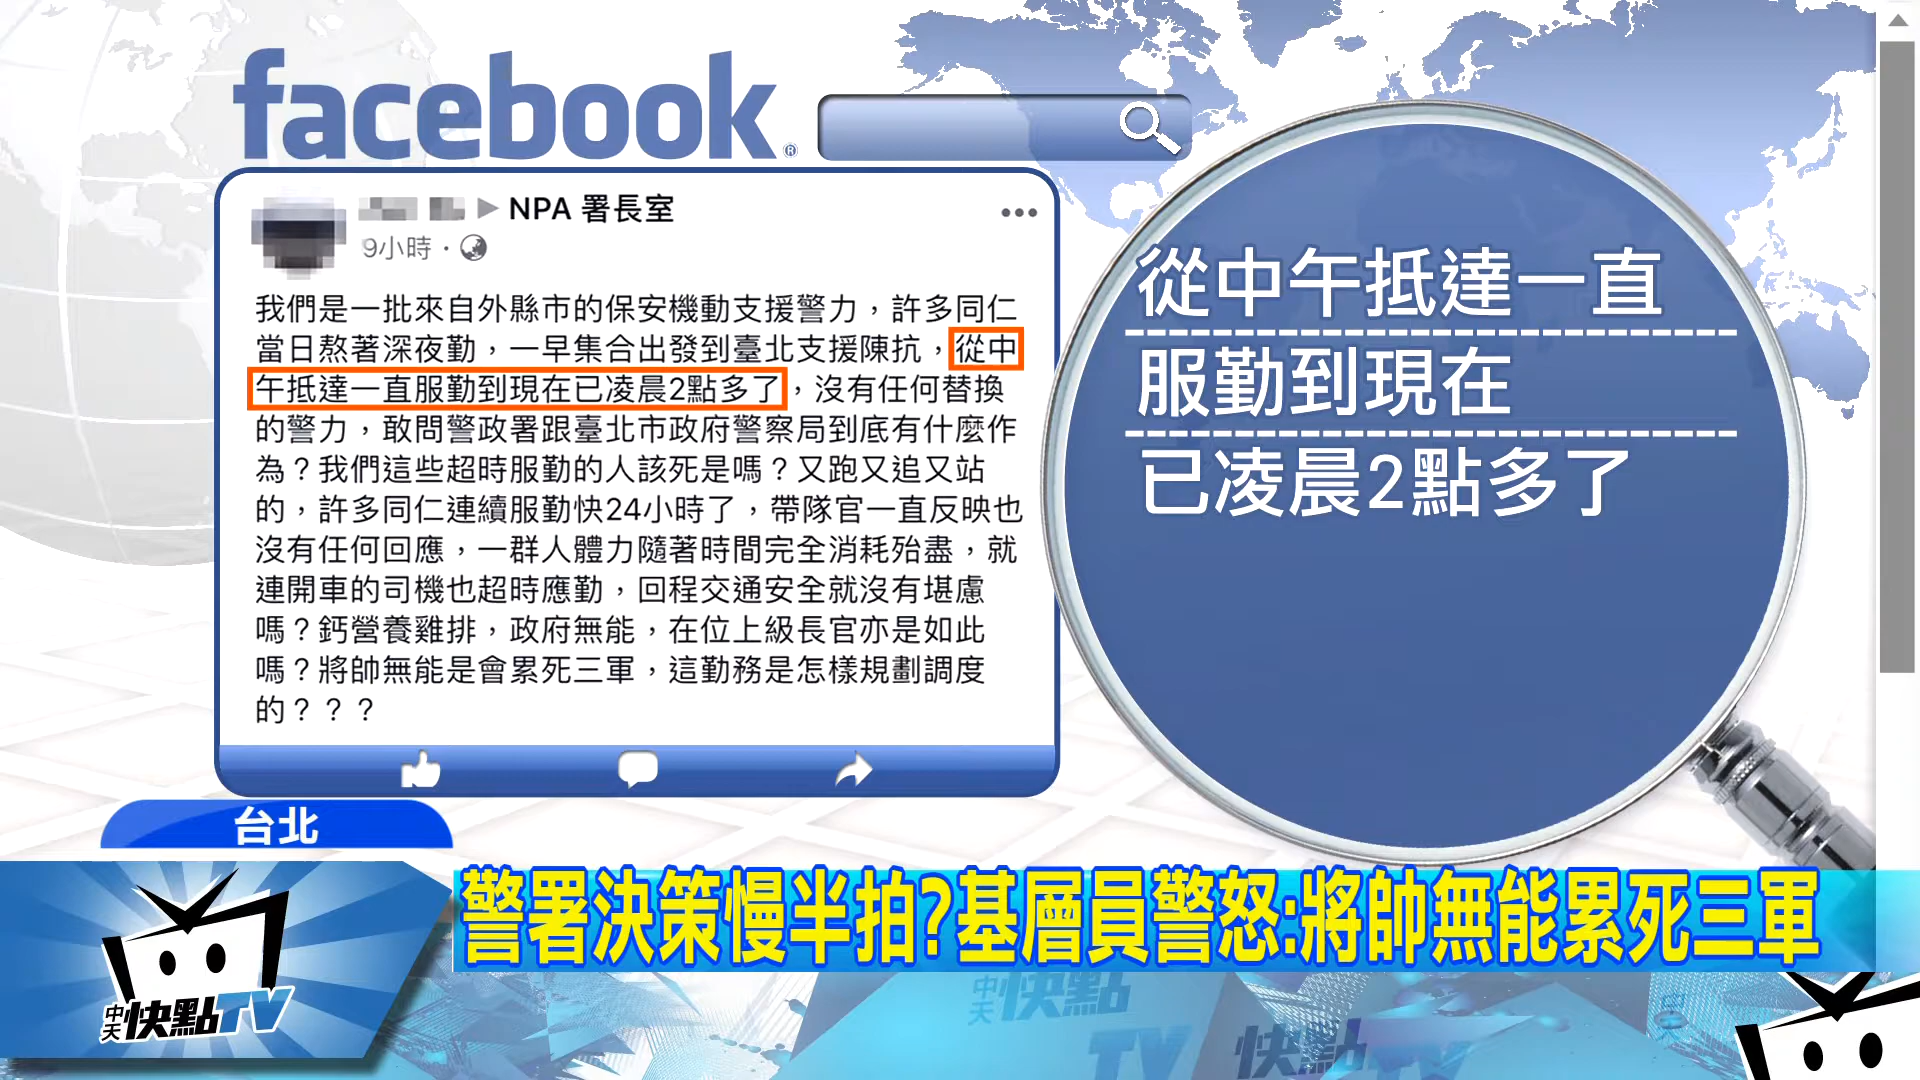 facebook®
NPA 署長室
9小時
我們是一批來自外縣市的保安機動支援警力，許多同仁
當日熬著深夜勤，一早集合出發到臺北支援陳抗，從中
午抵達一直服勤到現在已凌晨2點多了，沒有任何替換
的警力，敢問警政署跟臺北市政府警察局到底有什麼作
為？我們這些超時服勤的人該死是嗎？又跑又追又站
的，許多同仁連續服勤快24小時了，帶隊官一直反映也
沒有任何回應，一群人體力隨著時間完全消耗殆盡，就
連開車的司機也超時應勤，回程交通安全就沒有堪慮
嗎？鈣營養雞排，政府無能，在位上級長官亦是如此
嗎？將帥無能是會累死三軍，這勤務是怎樣規劃調度
的？？？
從中午抵達一直
服勤到現在
已凌晨2點多了
台北
警署決策慢半拍?基層員警怒:將帥無能累死三軍
中天快點TV
中天快點
TV
快點TV